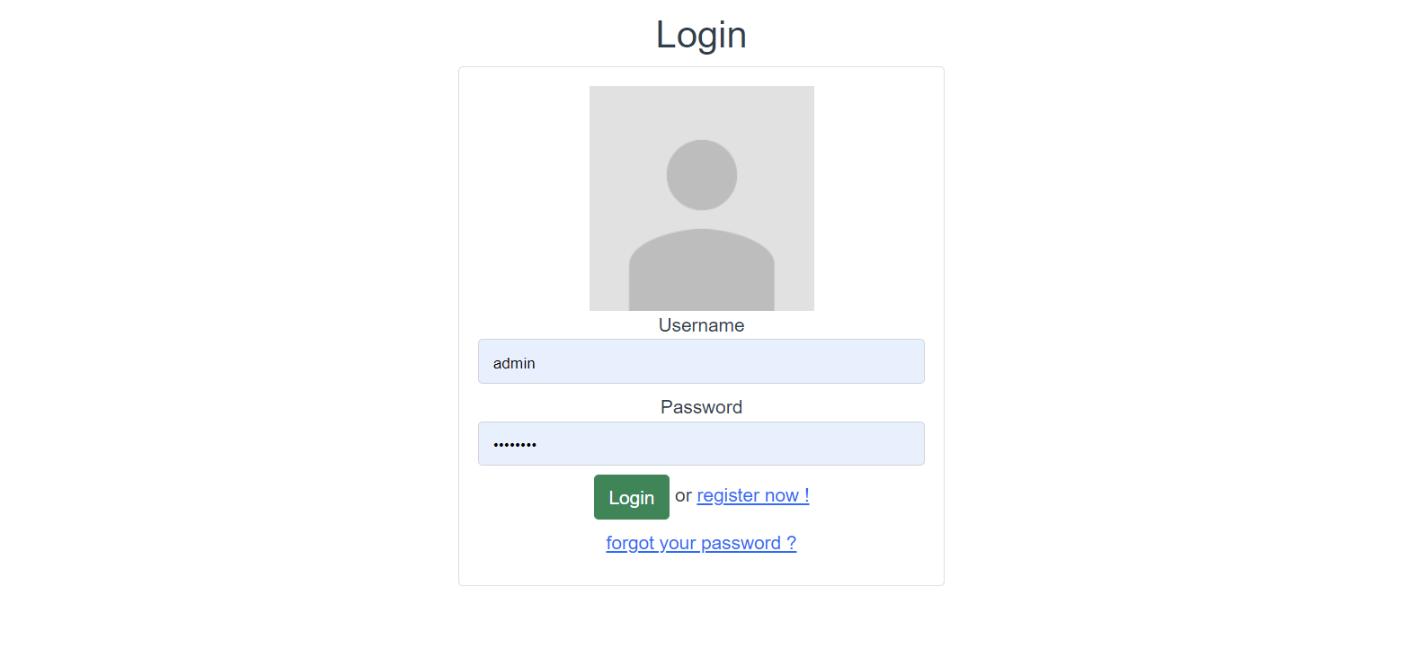 Login
Username
admin
Password
••••••••
Login or register now !
forgot your password ?